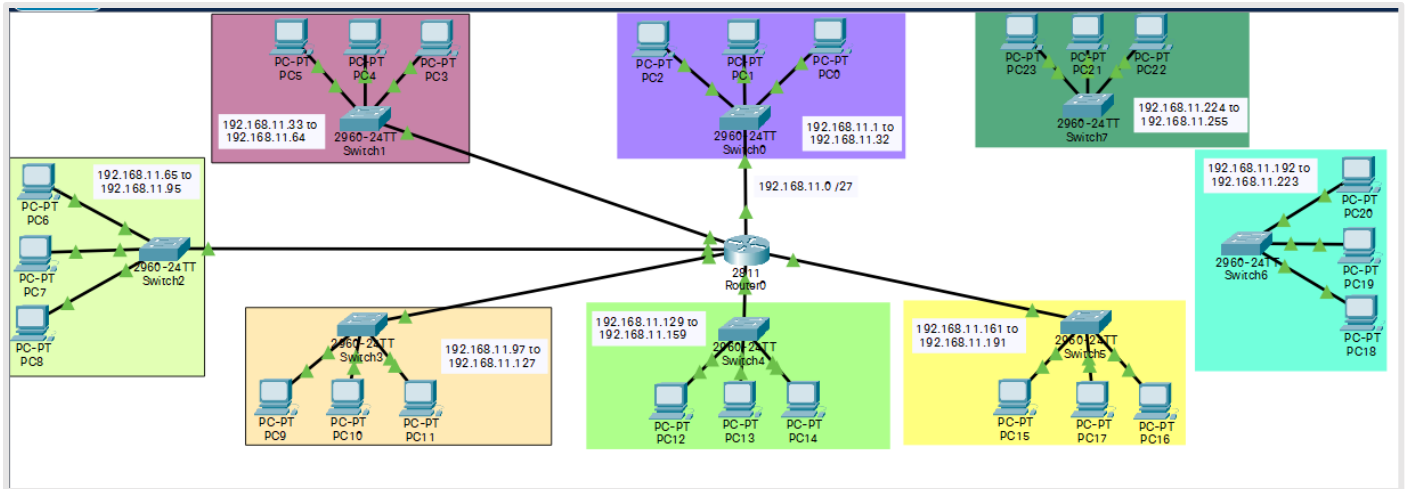 PC-PT
PC5
PC-PT
PC4
PC-PT
PC3
192.168.11.33 to
192.168.11.64
2960-24TT
Switch1
PC-PT
PC2
PC-PT
PC1
PC-PT
PC0
2960-24TT
Switch0
192.168.11.1 to
192.168.11.32
PC-PT
PC23
PC-PT
PC21
PC-PT
PC22
2960-24TT
Switch7
192.168.11.224 to
192.168.11.255
192.168.11.65 to
192.168.11.95
PC-PT
PC6
PC-PT
PC7
PC-PT
PC8
2960-24TT
Switch2
192.168.11.0 /27
2811
Router0
192.168.11.192 to
192.168.11.223
PC-PT
PC20
PC-PT
PC19
PC-PT
PC18
2960-24TT
Switch6
2960-24TT
Switch3
192.168.11.97 to
192.168.11.127
PC-PT
PC9
PC-PT
PC10
PC-PT
PC11
192.168.11.129 to
192.168.11.159
2960-24TT
Switch4
PC-PT
PC12
PC-PT
PC13
PC-PT
PC14
192.168.11.161 to
192.168.11.191
2960-24TT
Switch5
PC-PT
PC15
PC-PT
PC17
PC-PT
PC16